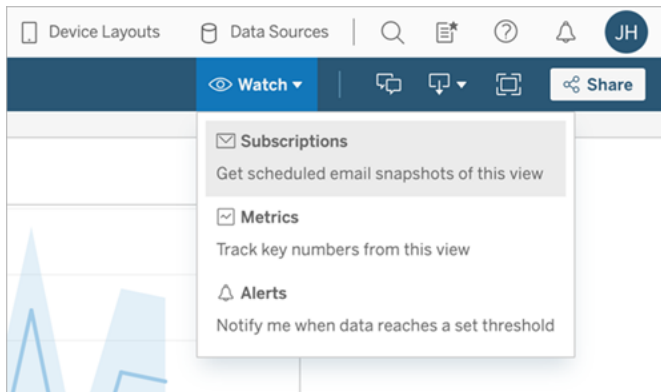 Device Layouts
Data Sources
JH
Watch
Share
Subscriptions
Get scheduled email snapshots of this view
Metrics
Track key numbers from this view
Alerts
Notify me when data reaches a set threshold